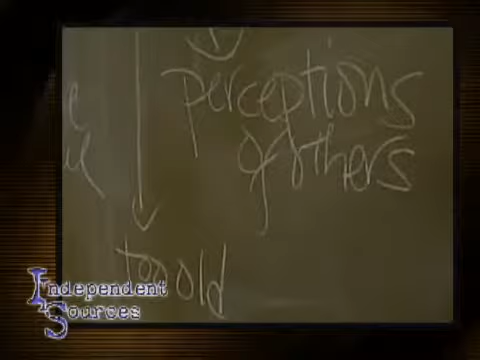 perceptions
of others
too old
Independent
Sources